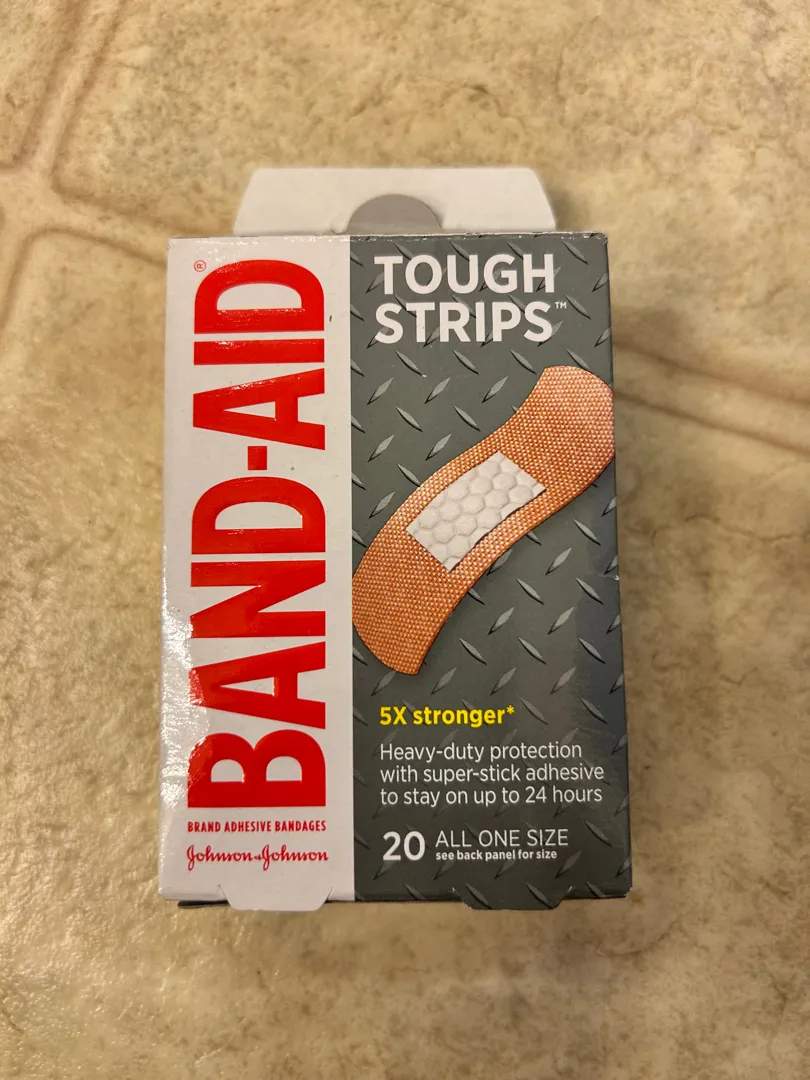 BAND-AID®
BRAND ADHESIVE BANDAGES
Johnson & Johnson
TOUGH
STRIPS™
5X stronger*
Heavy-duty protection
with super-stick adhesive
to stay on up to 24 hours
20 ALL ONE SIZE
see back panel for size